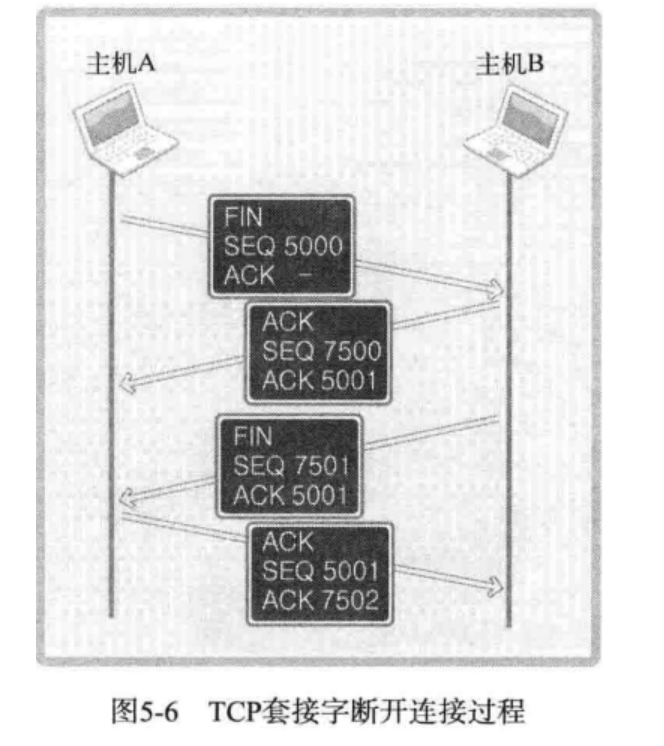 主机A
主机B
FIN
SEQ 5000
ACK –
ACK
SEQ 7500
ACK 5001
FIN
SEQ 7501
ACK 5001
ACK
SEQ 5001
ACK 7502
图5-6 TCP套接字断开连接过程